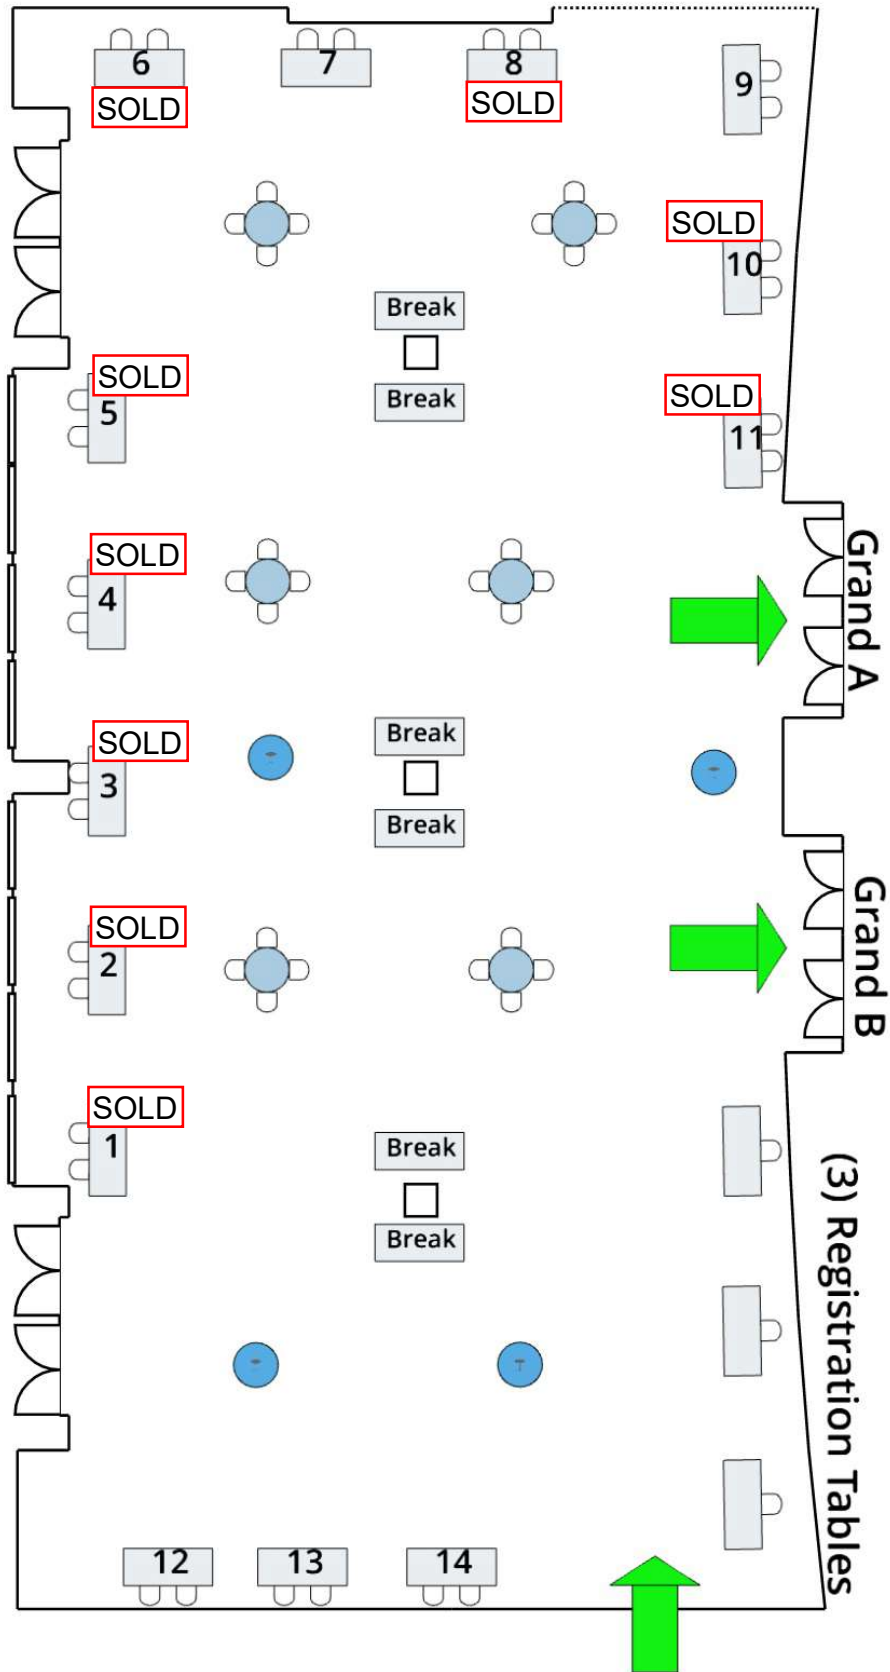 6
7
8
9
SOLD
SOLD
SOLD
10
Break
SOLD
5
Break
SOLD
11
SOLD
4
Grand A
SOLD
3
Break
Break
SOLD
2
Grand B
SOLD
1
Break
Break
(3) Registration Tables
12
13
14